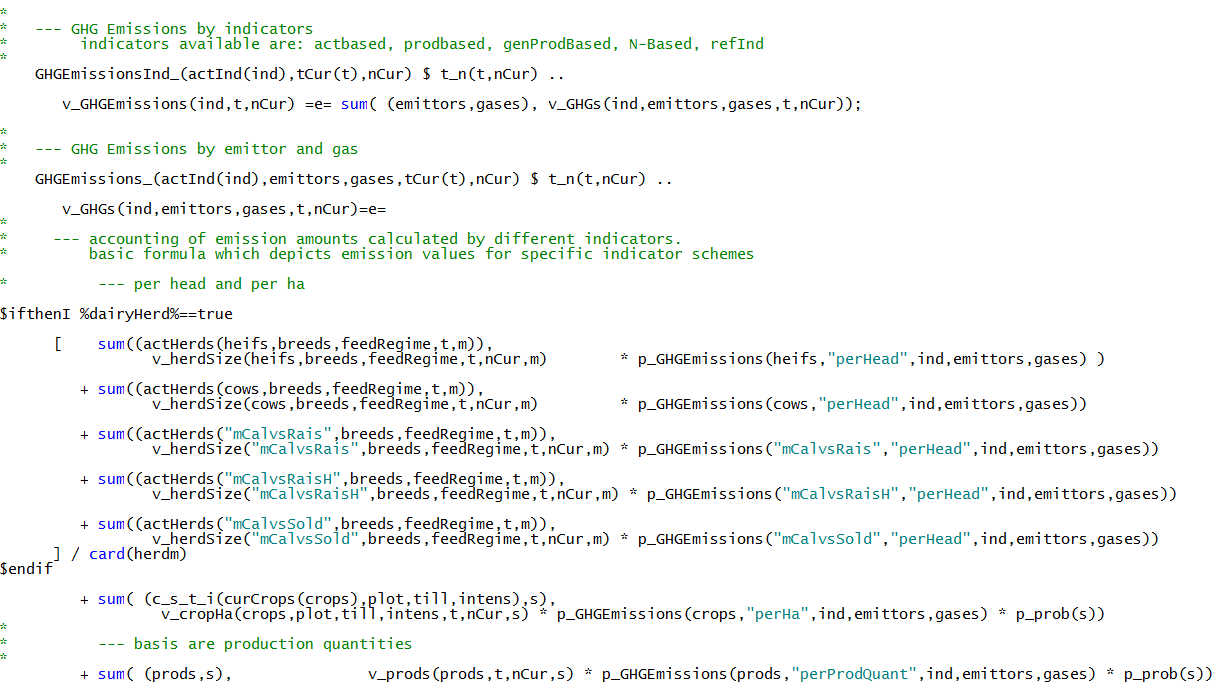 *
*   --- GHG Emissions by indicators
*        indicators available are: actbased, prodbased, genProdBased, N-Based, refInd
*
    GHGEmissionsInd_(actInd(ind),tCur(t),nCur) $ t_n(t,nCur) ..
       v_GHGEmissions(ind,t,nCur) =e= sum( (emittors,gases), v_GHGs(ind,emittors,gases,t,nCur));
*
*   --- GHG Emissions by emittor and gas
*
    GHGEmissions_(actInd(ind),emittors,gases,tCur(t),nCur) $ t_n(t,nCur) ..
       v_GHGs(ind,emittors,gases,t,nCur)=e=
*
*     --- accounting of emission amounts calculated by different indicators.
*         basic formula which depicts emission values for specific indicator schemes
*          --- per head and per ha
$ifthenI %dairyHerd%==true
      [    sum((actHerds(heifs,breeds,feedRegime,t,m)),
                 v_herdSize(heifs,breeds,feedRegime,t,nCur,m)        * p_GHGEmissions(heifs,"perHead",ind,emittors,gases) )
         + sum((actHerds(cows,breeds,feedRegime,t,m)),
                 v_herdSize(cows,breeds,feedRegime,t,nCur,m)         * p_GHGEmissions(cows,"perHead",ind,emittors,gases))
         + sum((actHerds("mCalvsRais",breeds,feedRegime,t,m)),
                 v_herdSize("mCalvsRais",breeds,feedRegime,t,nCur,m) * p_GHGEmissions("mCalvsRais","perHead",ind,emittors,gases))
         + sum((actHerds("mCalvsRaisH",breeds,feedRegime,t,m)),
                 v_herdSize("mCalvsRaisH",breeds,feedRegime,t,nCur,m) * p_GHGEmissions("mCalvsRaisH","perHead",ind,emittors,gases))
         + sum((actHerds("mCalvsSold",breeds,feedRegime,t,m)),
                 v_herdSize("mCalvsSold",breeds,feedRegime,t,nCur,m) * p_GHGEmissions("mCalvsSold","perHead",ind,emittors,gases))
      ] / card(herdm)
$endif
         + sum( (c_s_t_i(curCrops(crops),plot,till,intens),s),
                  v_cropHa(crops,plot,till,intens,t,nCur,s) * p_GHGEmissions(crops,"perHa",ind,emittors,gases) * p_prob(s))
*
*          --- basis are production quantities
*
         + sum( (prods,s),               v_prods(prods,t,nCur,s) * p_GHGEmissions(prods,"perProdQuant",ind,emittors,gases) * p_prob(s))